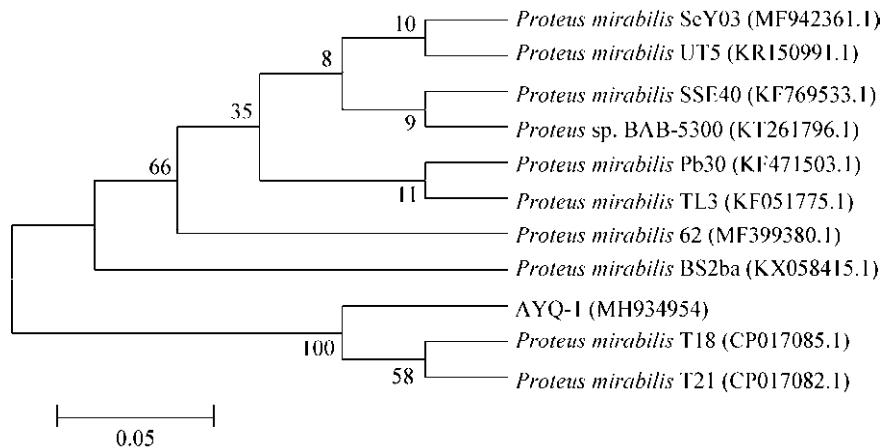 10
Proteus mirabilis ScY03 (MF942361.1)
8
Proteus mirabilis UT5 (KR150991.1)
35
Proteus mirabilis SSE40 (KF769533.1)
9
Proteus sp. BAB-5300 (KT261796.1)
66
Proteus mirabilis Pb30 (KF471503.1)
11
Proteus mirabilis TL3 (KF051775.1)
Proteus mirabilis 62 (MF399380.1)
Proteus mirabilis BS2ba (KX058415.1)
AYQ-1 (MH934954)
100
Proteus mirabilis T18 (CP017085.1)
58
Proteus mirabilis T21 (CP017082.1)
0.05